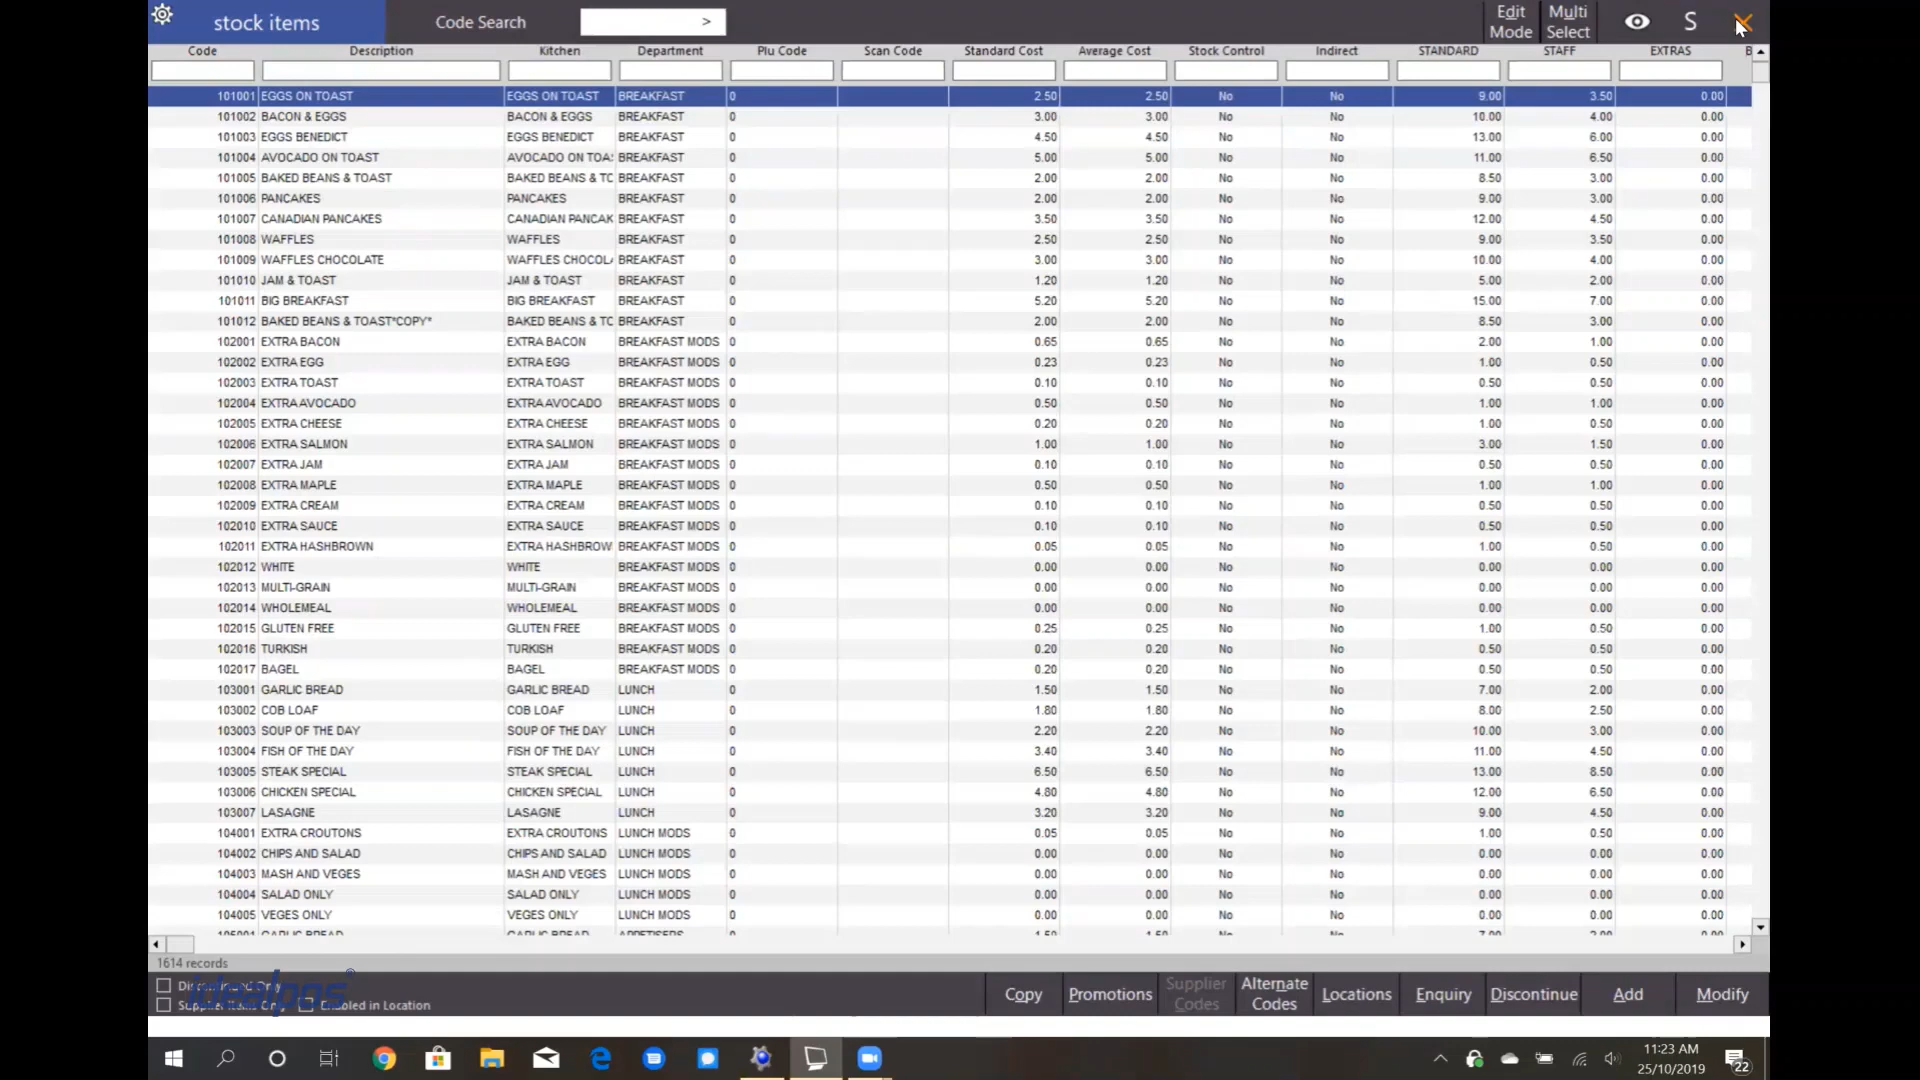 stock items Code Search > Edit Mode Multi Select S
Code Description Kitchen Department Plu Code Scan Code Standard Cost Average Cost Stock Control Indirect STANDARD STAFF EXTRAS B
101001 EGGS ON TOAST EGGS ON TOAST BREAKFAST 0 2.50 2.50 No No 9.00 3.50 0.00
101002 BACON & EGGS BACON & EGGS BREAKFAST 0 3.00 3.00 No No 10.00 4.00 0.00
101003 EGGS BENEDICT EGGS BENEDICT BREAKFAST 0 4.50 4.50 No No 13.00 6.00 0.00
101004 AVOCADO ON TOAST AVOCADO ON TOA BREAKFAST 0 5.00 5.00 No No 11.00 6.50 0.00
101005 BAKED BEANS & TOAST BAKED BEANS & TC BREAKFAST 0 2.00 2.00 No No 8.50 3.00 0.00
101006 PANCAKES PANCAKES BREAKFAST 0 2.00 2.00 No No 9.00 3.00 0.00
101007 CANADIAN PANCAKES CANADIAN PANCAK BREAKFAST 0 3.50 3.50 No No 12.00 4.50 0.00
101008 WAFFLES WAFFLES BREAKFAST 0 2.50 2.50 No No 9.00 3.50 0.00
101009 WAFFLES CHOCOLATE WAFFLES CHOCOL BREAKFAST 0 3.00 3.00 No No 10.00 4.00 0.00
101010 JAM & TOAST JAM & TOAST BREAKFAST 0 1.20 1.20 No No 5.00 2.00 0.00
101011 BIG BREAKFAST BIG BREAKFAST BREAKFAST 0 5.20 5.20 No No 15.00 7.00 0.00
101012 BAKED BEANS & TOAST*COPY* BAKED BEANS & TC BREAKFAST 0 2.00 2.00 No No 8.50 3.00 0.00
102001 EXTRA BACON EXTRA BACON BREAKFAST MODS 0 0.65 0.65 No No 2.00 1.00 0.00
102002 EXTRA EGG EXTRA EGG BREAKFAST MODS 0 0.23 0.23 No No 1.00 0.50 0.00
102003 EXTRA TOAST EXTRA TOAST BREAKFAST MODS 0 0.10 0.10 No No 0.50 0.50 0.00
102004 EXTRA AVOCADO EXTRA AVOCADO BREAKFAST MODS 0 0.50 0.50 No No 1.00 1.00 0.00
102005 EXTRA CHEESE EXTRA CHEESE BREAKFAST MODS 0 0.20 0.20 No No 1.00 0.50 0.00
102006 EXTRA SALMON EXTRA SALMON BREAKFAST MODS 0 1.00 1.00 No No 3.00 1.50 0.00
102007 EXTRA JAM EXTRA JAM BREAKFAST MODS 0 0.10 0.10 No No 0.50 0.50 0.00
102008 EXTRA MAPLE EXTRA MAPLE BREAKFAST MODS 0 0.50 0.50 No No 1.00 1.00 0.00
102009 EXTRA CREAM EXTRA CREAM BREAKFAST MODS 0 0.10 0.10 No No 0.50 0.50 0.00
102010 EXTRA SAUCE EXTRA SAUCE BREAKFAST MODS 0 0.10 0.10 No No 0.50 0.50 0.00
102011 EXTRA HASHBROWN EXTRA HASHBROW BREAKFAST MODS 0 0.05 0.05 No No 1.00 0.50 0.00
102012 WHITE WHITE BREAKFAST MODS 0 0.00 0.00 No No 0.00 0.00 0.00
102013 MULTI-GRAIN MULTI-GRAIN BREAKFAST MODS 0 0.00 0.00 No No 0.00 0.00 0.00
102014 WHOLEMEAL WHOLEMEAL BREAKFAST MODS 0 0.00 0.00 No No 0.00 0.00 0.00
102015 GLUTEN FREE GLUTEN FREE BREAKFAST MODS 0 0.25 0.25 No No 1.00 0.50 0.00
102016 TURKISH TURKISH BREAKFAST MODS 0 0.20 0.20 No No 0.50 0.50 0.00
102017 BAGEL BAGEL BREAKFAST MODS 0 0.20 0.20 No No 0.50 0.50 0.00
103001 GARLIC BREAD GARLIC BREAD LUNCH 0 1.50 1.50 No No 7.00 2.00 0.00
103002 COB LOAF COB LOAF LUNCH 0 1.80 1.80 No No 8.00 2.50 0.00
103003 SOUP OF THE DAY SOUP OF THE DAY LUNCH 0 2.20 2.20 No No 10.00 3.00 0.00
103004 FISH OF THE DAY FISH OF THE DAY LUNCH 0 3.40 3.40 No No 11.00 4.50 0.00
103005 STEAK SPECIAL STEAK SPECIAL LUNCH 0 6.50 6.50 No No 13.00 8.50 0.00
103006 CHICKEN SPECIAL CHICKEN SPECIAL LUNCH 0 4.80 4.80 No No 12.00 6.50 0.00
103007 LASAGNE LASAGNE LUNCH 0 3.20 3.20 No No 9.00 4.50 0.00
104001 EXTRA CROUTONS EXTRA CROUTONS LUNCH MODS 0 0.05 0.05 No No 1.00 0.50 0.00
104002 CHIPS AND SALAD CHIPS AND SALAD LUNCH MODS 0 0.00 0.00 No No 0.00 0.00 0.00
104003 MASH AND VEGES MASH AND VEGES LUNCH MODS 0 0.00 0.00 No No 0.00 0.00 0.00
104004 SALAD ONLY SALAD ONLY LUNCH MODS 0 0.00 0.00 No No 0.00 0.00 0.00
104005 VEGES ONLY VEGES ONLY LUNCH MODS 0 0.00 0.00 No No 0.00 0.00 0.00
105001 GARLIC BREAD GARLIC BREAD APPETISERS 0 1.50 1.50 No No 7.00 2.00 0.00
1614 records
idealpos®
Enabled in Location
Copy Promotions Supplier Codes Alternate Codes Locations Enquiry Discontinue Add Modify
11:23 AM
25/10/2019
22